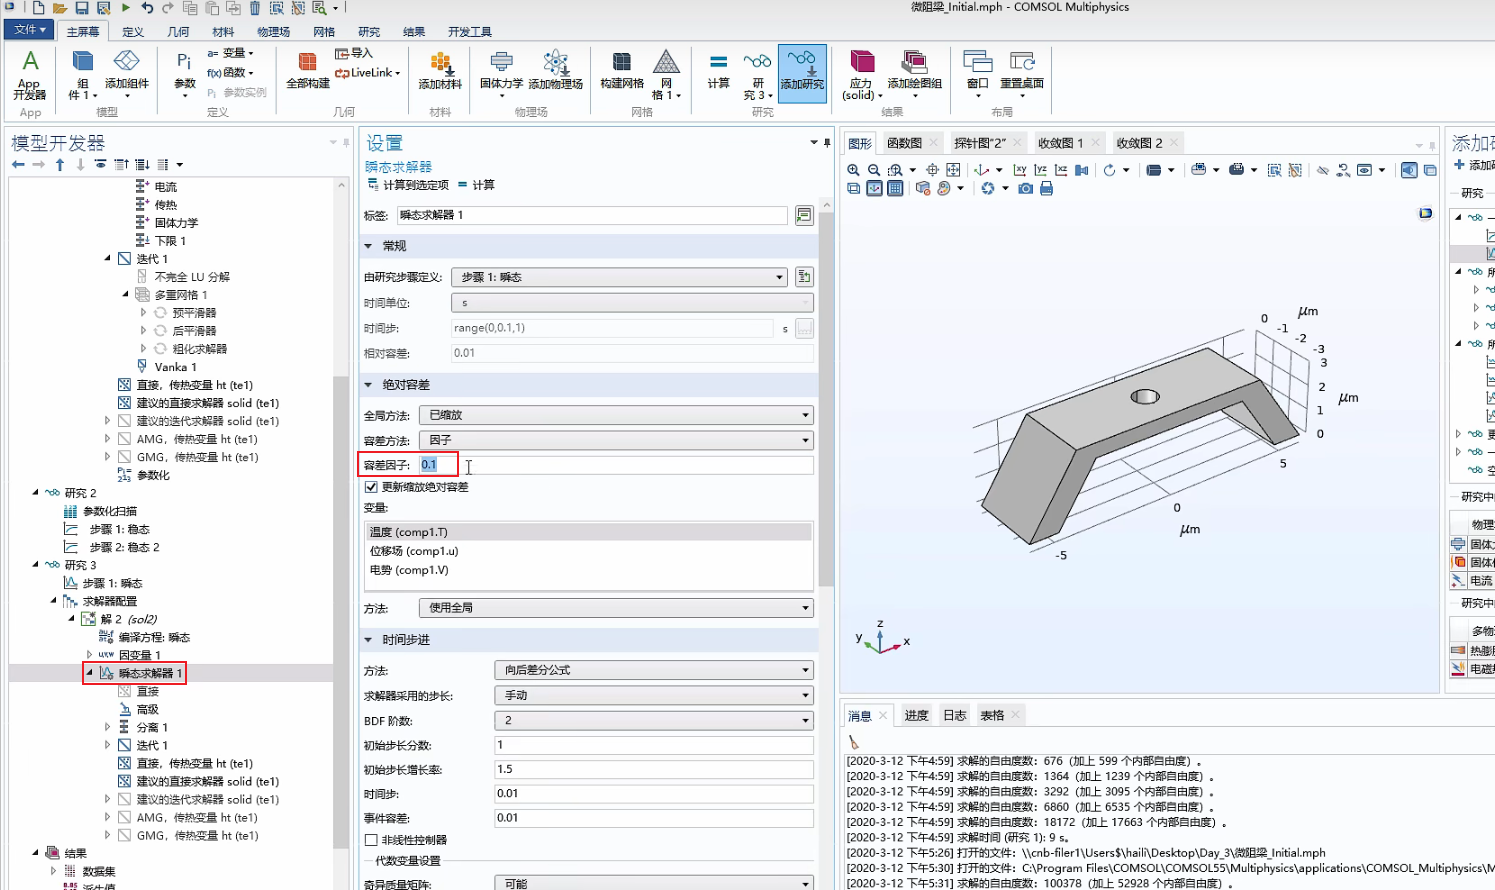 微阻梁_Initial.mph - COMSOL Multiphysics
文件 主屏幕 定义 几何 材料 物理场 网格 研究 结果 开发工具
App 开发器
App
组件 1
添加组件
模型
Pi 参数
a= 变量
f(x) 函数
Pi 参数实例
定义
全部构建
导入
LiveLink
几何
添加材料
材料
固体力学
添加物理场
物理场
构建网格
网格 1
网格
计算
研究 3
添加研究
研究
应力 (solid)
添加绘图组
结果
窗口
重置桌面
布局
模型开发器
电流
传热
固体力学
下限 1
迭代 1
不完全 LU 分解
多重网格 1
预平滑器
后平滑器
粗化求解器
Vanka 1
直接，传热变量 ht (te1)
建议的直接求解器 solid (te1)
建议的迭代求解器 solid (te1)
AMG，传热变量 ht (te1)
GMG，传热变量 ht (te1)
参数化
研究 2
参数化扫描
步骤 1: 稳态
步骤 2: 稳态 2
研究 3
步骤 1: 瞬态
求解器配置
解 2 (sol2)
编译方程: 瞬态
因变量 1
瞬态求解器 1
直接
高级
分离 1
迭代 1
直接，传热变量 ht (te1)
建议的直接求解器 solid (te1)
建议的迭代求解器 solid (te1)
AMG，传热变量 ht (te1)
GMG，传热变量 ht (te1)
结果
数据集
派生值
设置
瞬态求解器
计算到选定项 = 计算
标签: 瞬态求解器 1
常规
由研究步骤定义: 步骤 1: 瞬态
时间单位: s
时间步: range(0,0.1,1) s
相对容差: 0.01
绝对容差
全局方法: 已缩放
容差方法: 因子
容差因子: 0.1
更新缩放绝对容差
变量:
温度 (comp1.T)
位移场 (comp1.u)
电势 (comp1.V)
方法: 使用全局
时间步进
方法: 向后差分公式
求解器采用的步长: 手动
BDF 阶数: 2
初始步长分数: 1
初始步长增长率: 1.5
时间步: 0.01
事件容差: 0.01
非线性控制器
代数变量设置
奇异质量矩阵: 可能
图形 函数图 探针图"2" 收敛图 1 收敛图 2
xy yz xz
0 μm
-1
-2
-3
3
2 μm
1
0
5
0
μm
-5
z
y x
消息 进度 日志 表格
[2020-3-12 下午4:59] 求解的自由度数：676（加上 599 个内部自由度）。
[2020-3-12 下午4:59] 求解的自由度数：1364（加上 1239 个内部自由度）。
[2020-3-12 下午4:59] 求解的自由度数：3292（加上 3095 个内部自由度）。
[2020-3-12 下午4:59] 求解的自由度数：6860（加上 6535 个内部自由度）。
[2020-3-12 下午4:59] 求解的自由度数：18172（加上 17663 个内部自由度）。
[2020-3-12 下午4:59] 求解时间 (研究 1): 9 s。
[2020-3-12 下午5:26] 打开的文件：\\cnb-filer1\Users$\haili\Desktop\Day_3\微阻梁_Initial.mph
[2020-3-12 下午5:30] 打开的文件：C:\Program Files\COMSOL\COMSOL55\Multiphysics\applications\COMSOL_Multiphysics\M
[2020-3-12 下午5:31] 求解的自由度数：100378（加上 52928 个内部自由度）。
添加
添加
研究
研究中
物理
固体
固体
电流
研究中
多物
热膨
电磁